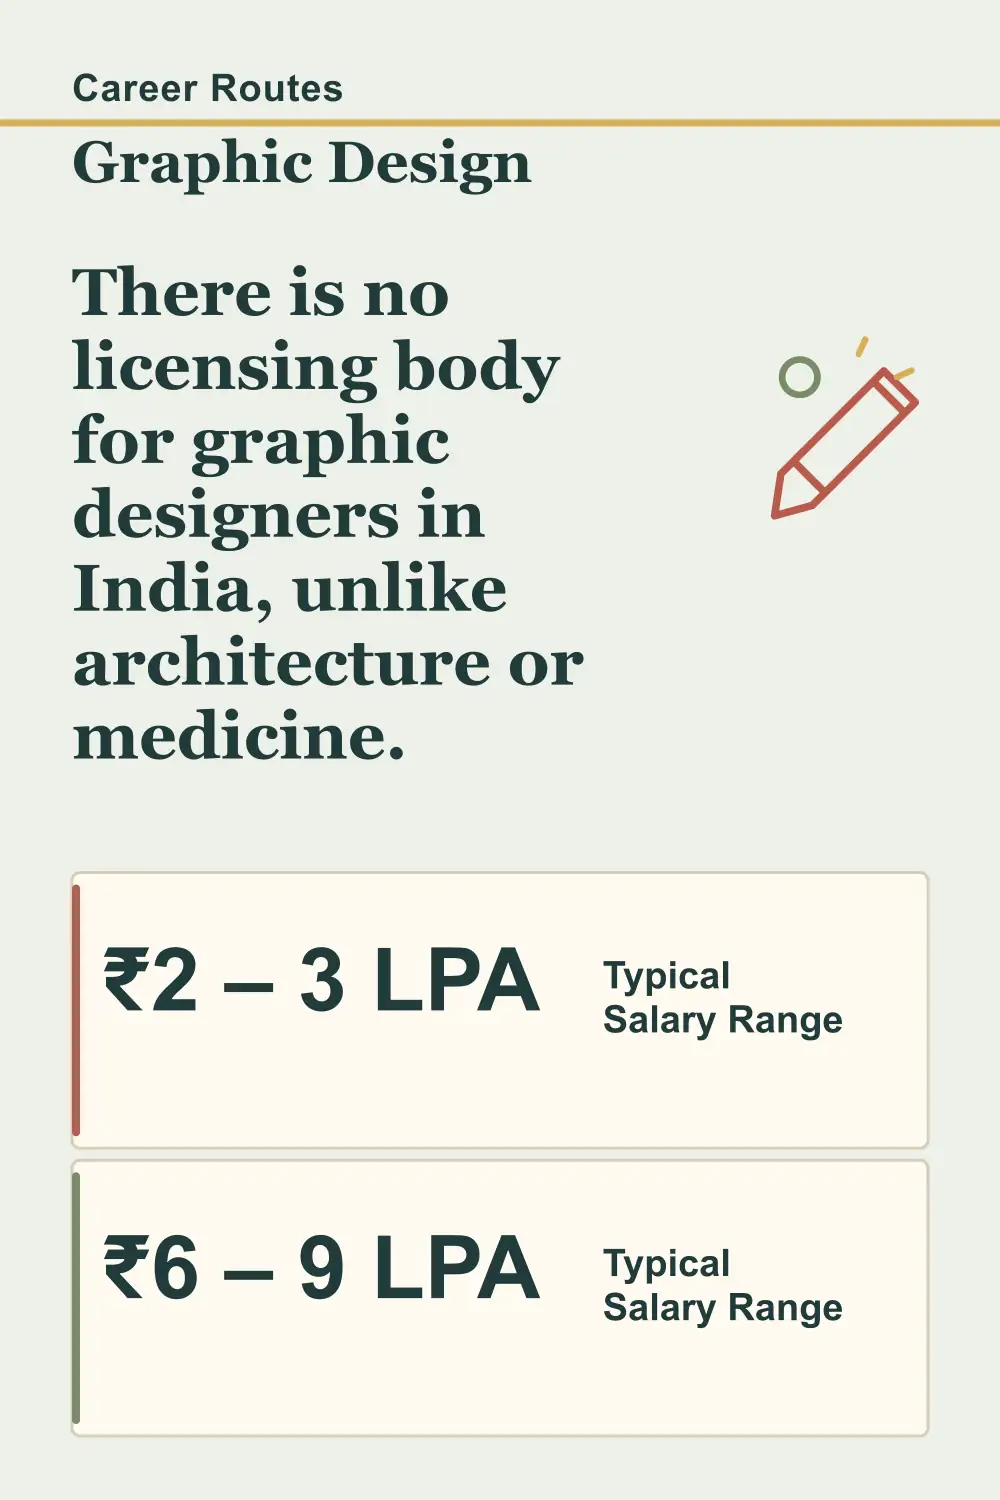 Career Routes
Graphic Design
There is no
licensing body
for graphic
designers in
India, unlike
architecture or
medicine.
₹2 – 3 LPA
Typical
Salary Range
₹6 – 9 LPA
Typical
Salary Range